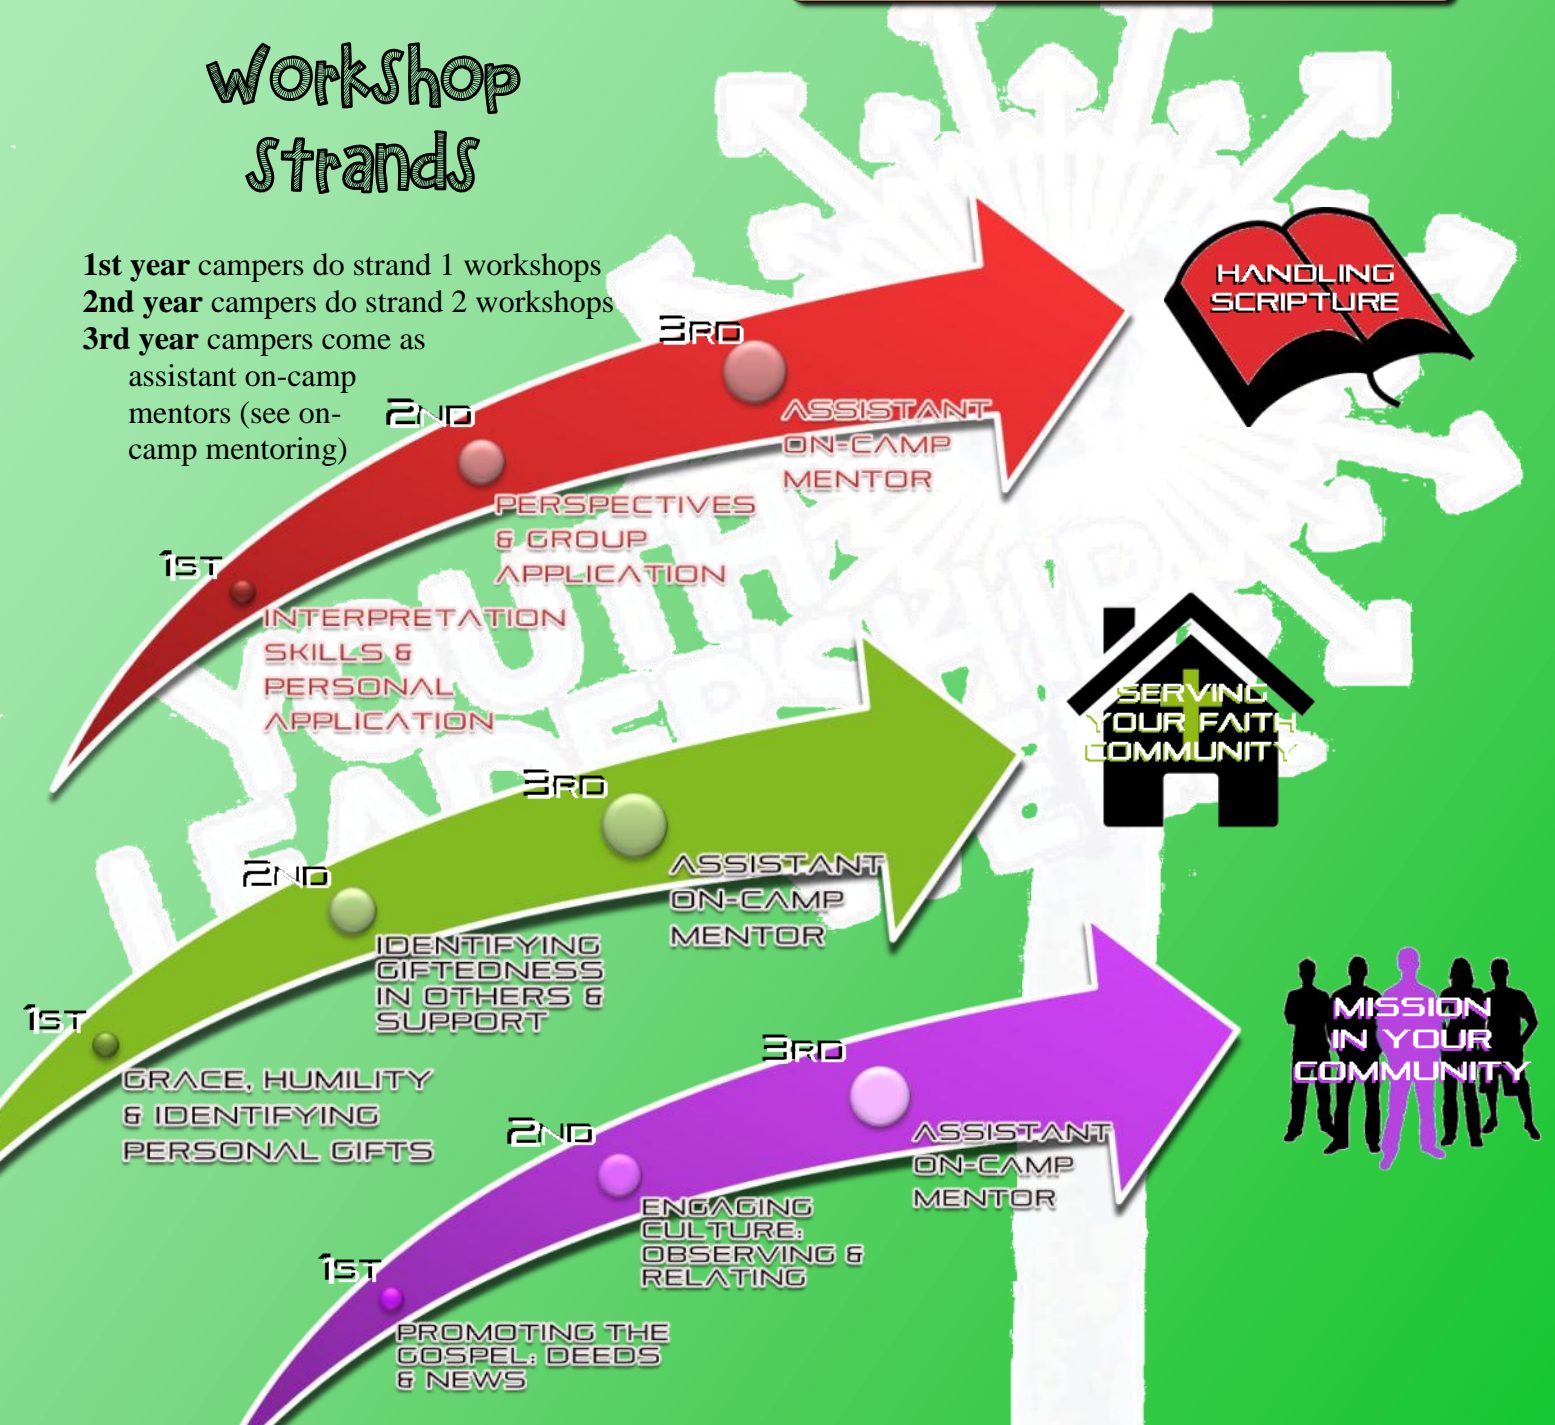 Workshop
Strands
1st year campers do strand 1 workshops
2nd year campers do strand 2 workshops
3rd year campers come as
assistant on-camp
mentors (see on-
camp mentoring)
1ST
INTERPRETATION
SKILLS &
PERSONAL
APPLICATION
2ND
PERSPECTIVES
& GROUP
APPLICATION
3RD
ASSISTANT
ON-CAMP
MENTOR
HANDLING
SCRIPTURE
YOUTH
LEADERSHIP
1ST
GRACE, HUMILITY
& IDENTIFYING
PERSONAL GIFTS
2ND
IDENTIFYING
GIFTEDNESS
IN OTHERS &
SUPPORT
3RD
ASSISTANT
ON-CAMP
MENTOR
SERVING
YOUR FAITH
COMMUNITY
1ST
PROMOTING THE
GOSPEL: DEEDS
& NEWS
2ND
ENGAGING
CULTURE:
OBSERVING &
RELATING
3RD
ASSISTANT
ON-CAMP
MENTOR
MISSION
IN YOUR
COMMUNITY